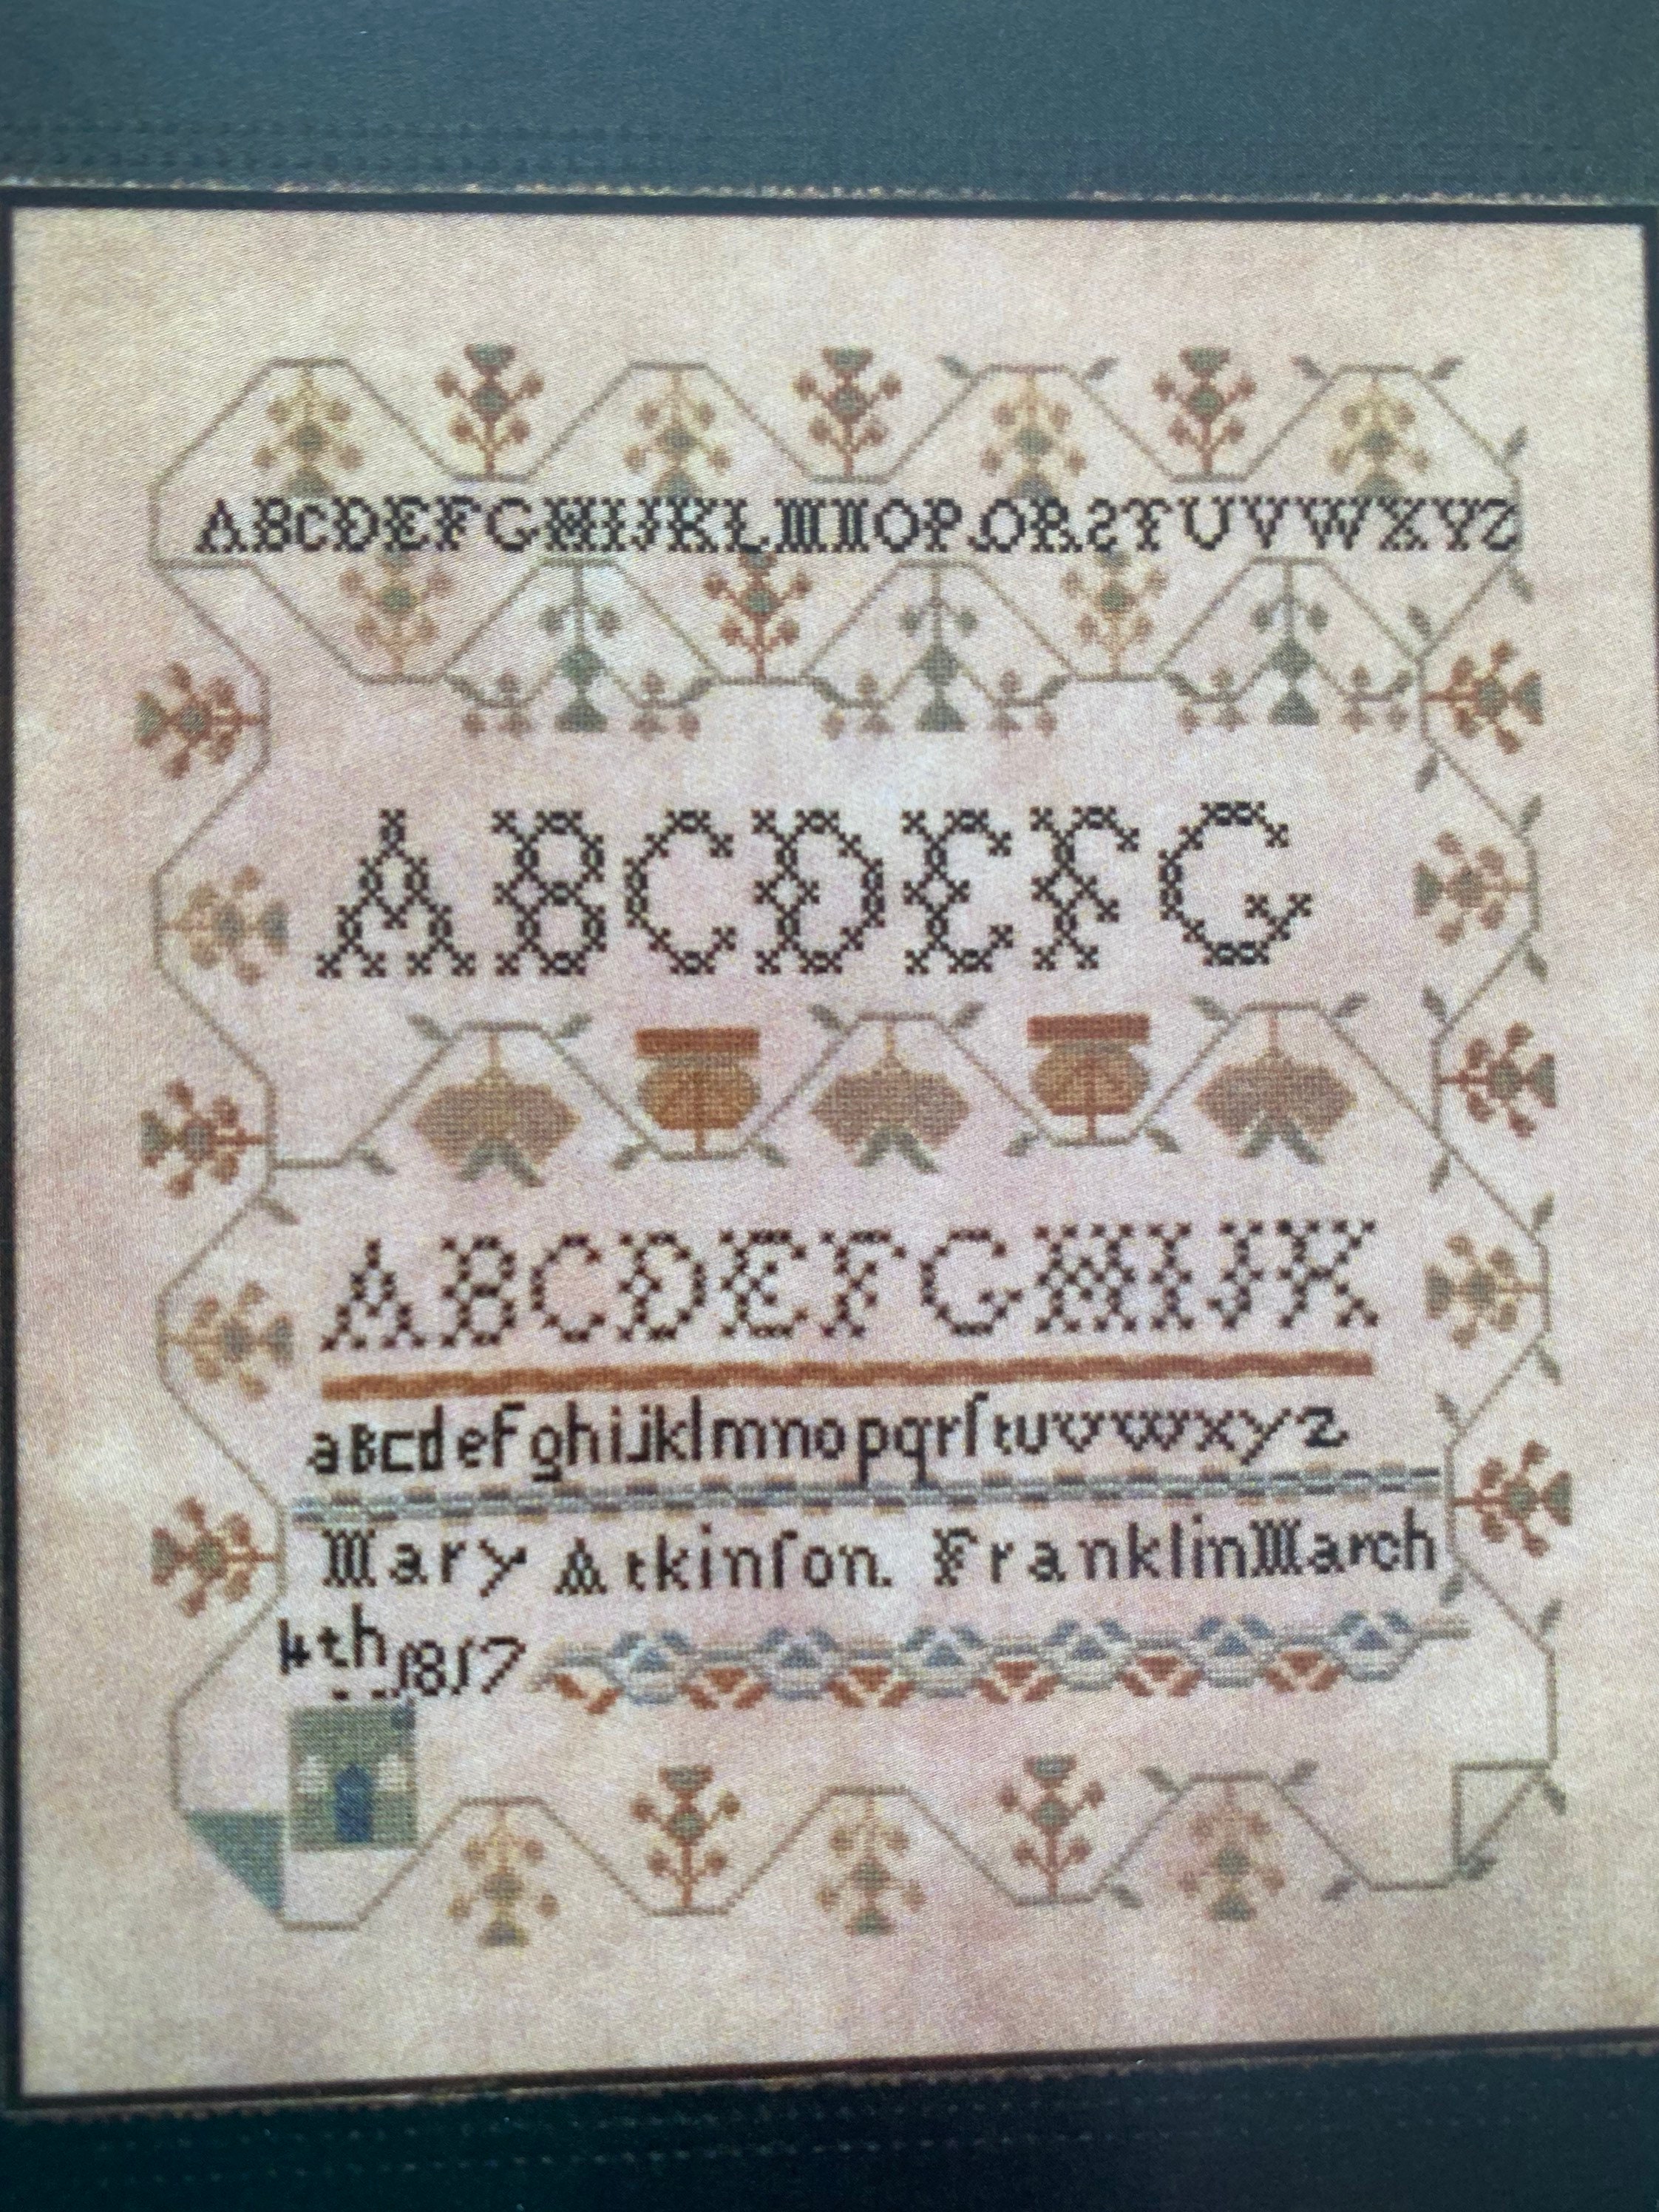 ABCDEFGHIJKLMNOPQRSTUVWXYZ
ABCDEFG
ABCDEFGHIJK
aBcdeFghijklmnopqrſtuvwxyz
Mary Atkinſon. Franklin March
4th 1817